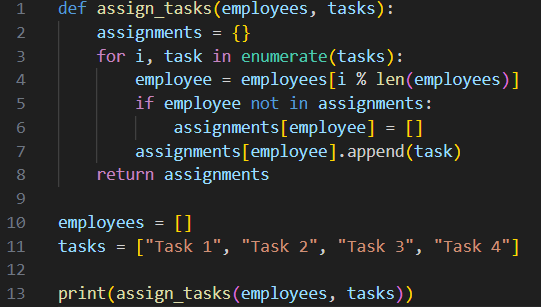 1 def assign_tasks(employees, tasks):
2     assignments = {}
3     for i, task in enumerate(tasks):
4         employee = employees[i % len(employees)]
5         if employee not in assignments:
6             assignments[employee] = []
7         assignments[employee].append(task)
8     return assignments
9
10 employees = []
11 tasks = ["Task 1", "Task 2", "Task 3", "Task 4"]
12
13 print(assign_tasks(employees, tasks))